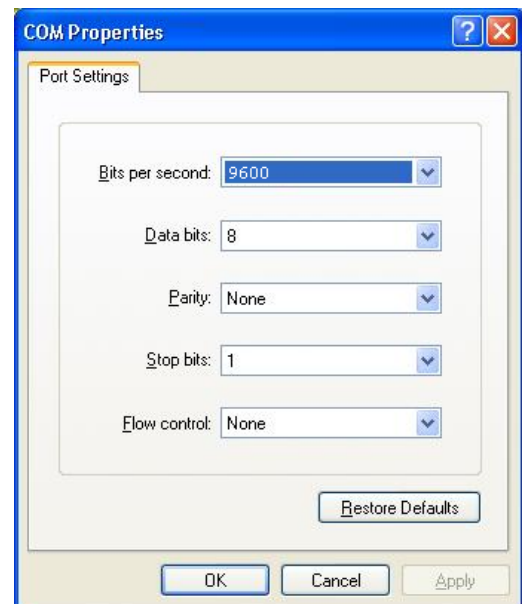 COM Properties
Port Settings
Bits per second: 9600
Data bits: 8
Parity: None
Stop bits: 1
Flow control: None
Restore Defaults
OK Cancel Apply